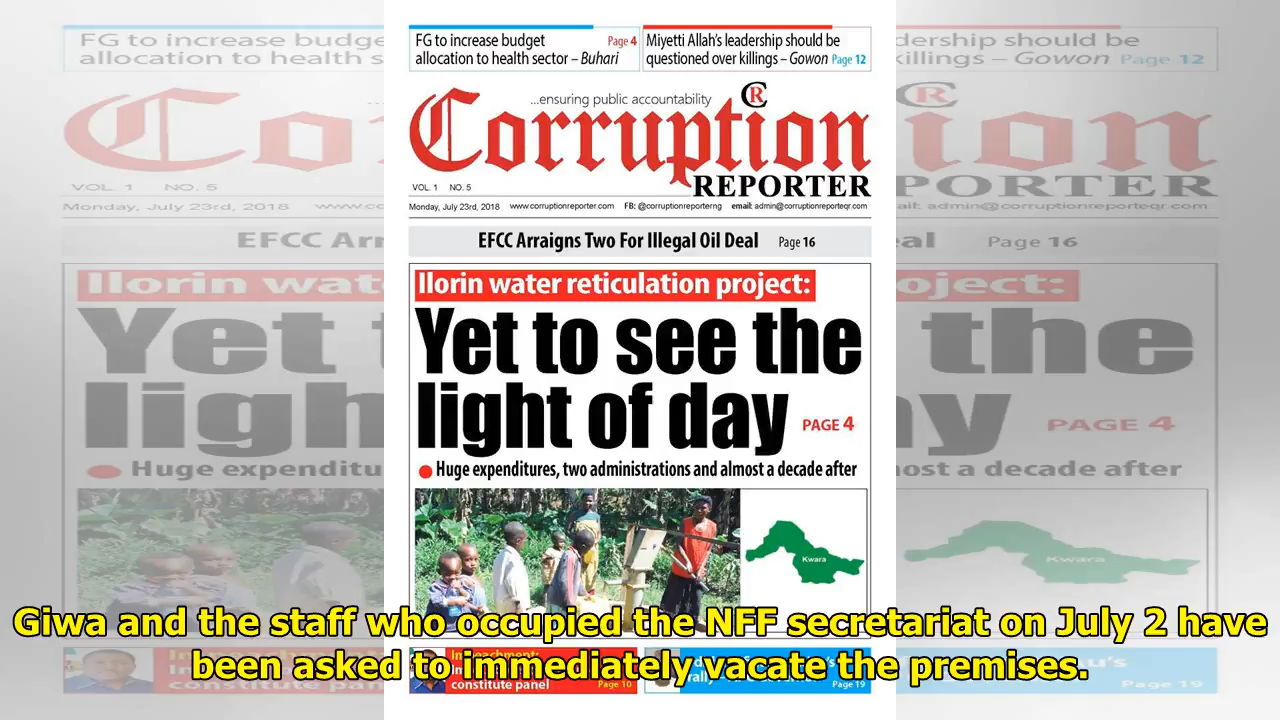 FG to increase budget
allocation to health sector – Buhari
Page 4
Miyetti Allah's leadership should be
questioned over killings – Gowon Page 12
...ensuring public accountability
CR
Corruption
REPORTER
VOL. 1 NO. 5
Monday, July 23rd, 2018 www.corruptionreporter.com FB: @corruptionreporterng email: admin@corruptionreporteqr.com
EFCC Arraigns Two For Illegal Oil Deal Page 16
Ilorin water reticulation project:
Yet to see the
light of day PAGE 4
Huge expenditures, two administrations and almost a decade after
Kwara
Giwa and the staff who occupied the NFF secretariat on July 2 have
been asked to immediately vacate the premises.
Impeachment:
constitute panel
Page 10
Page 19